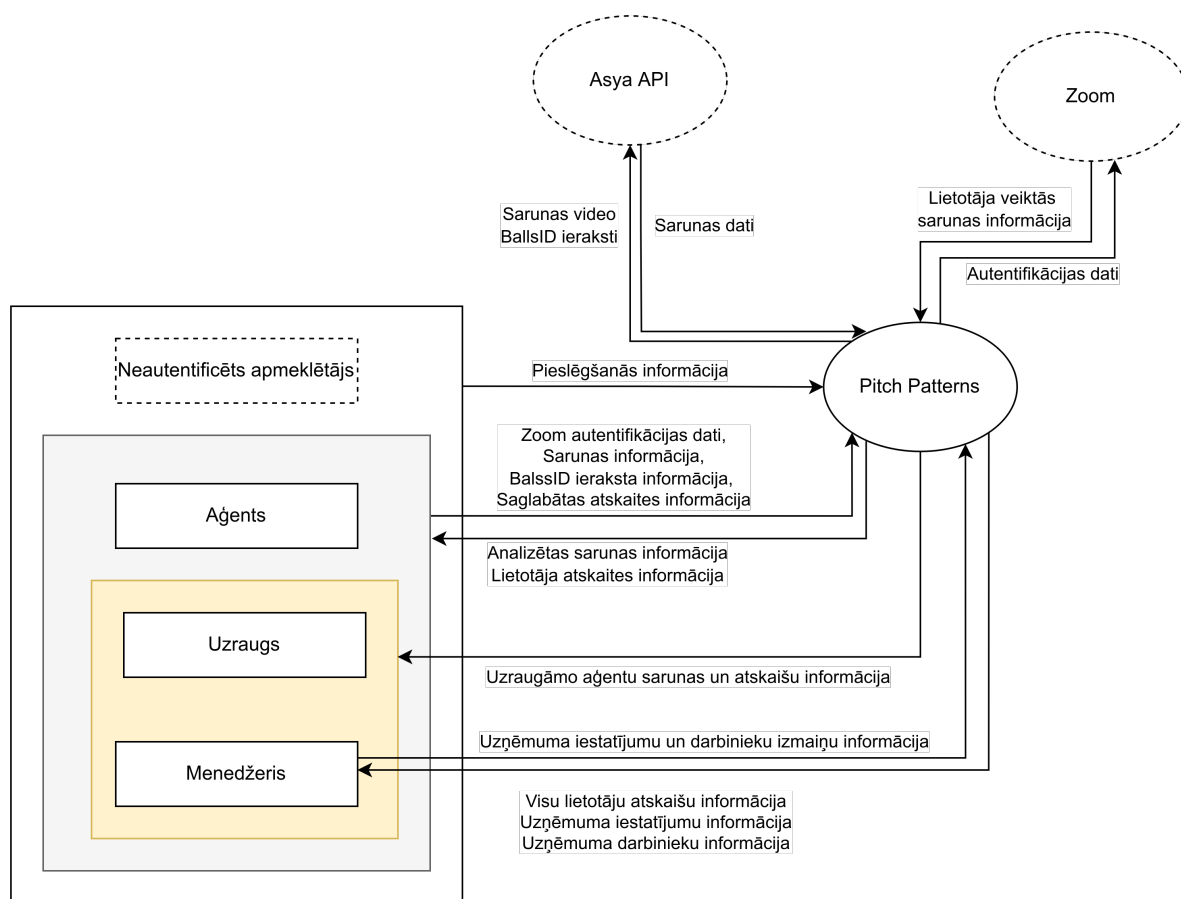 Asya API
Zoom
Sarunas video
BallsID ieraksti
Sarunas dati
Lietotāja veiktās
sarunas informācija
Autentifikācijas dati
Neautentificēts apmeklētājs
Pieslēgšanās informācija
Pitch Patterns
Zoom autentifikācijas dati,
Sarunas informācija,
BalssID ieraksta informācija,
Saglabātas atskaites informācija
Aģents
Analizētas sarunas informācija
Lietotāja atskaites informācija
Uzraugs
Uzraugāmo aģentu sarunas un atskaišu informācija
Uzņēmuma iestatījumu un darbinieku izmaiņu informācija
Menedžeris
Visu lietotāju atskaišu informācija
Uzņēmuma iestatījumu informācija
Uzņēmuma darbinieku informācija